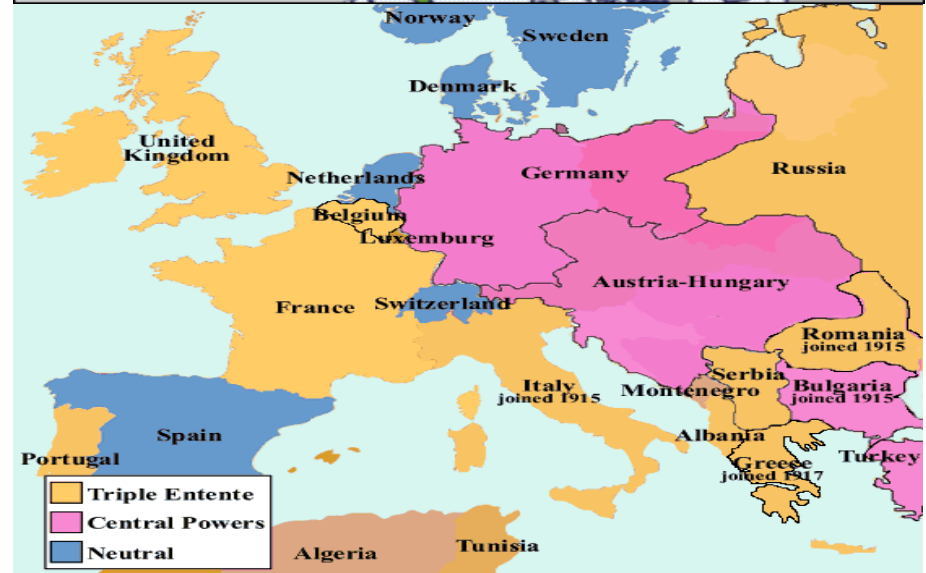 Norway
Sweden
Denmark
United
Kingdom
Netherlands
Germany
Russia
Belgium
Luxemburg
Austria-Hungary
France
Switzerland
Romania
joined 1915
Serbia
Italy
joined 1915
Montenegro
Bulgaria
joined 1915
Spain
Albania
Portugal
Greece
joined 1917
Turkey
Triple Entente
Central Powers
Neutral
Algeria
Tunisia